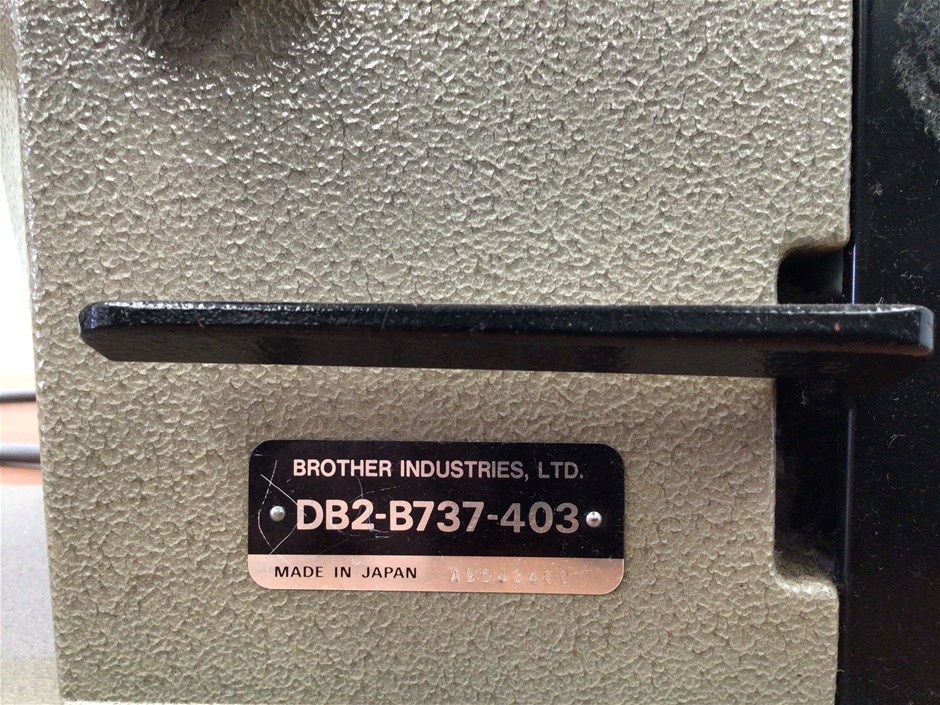 BROTHER INDUSTRIES, LTD.
DB2-B737-403
MADE IN JAPAN